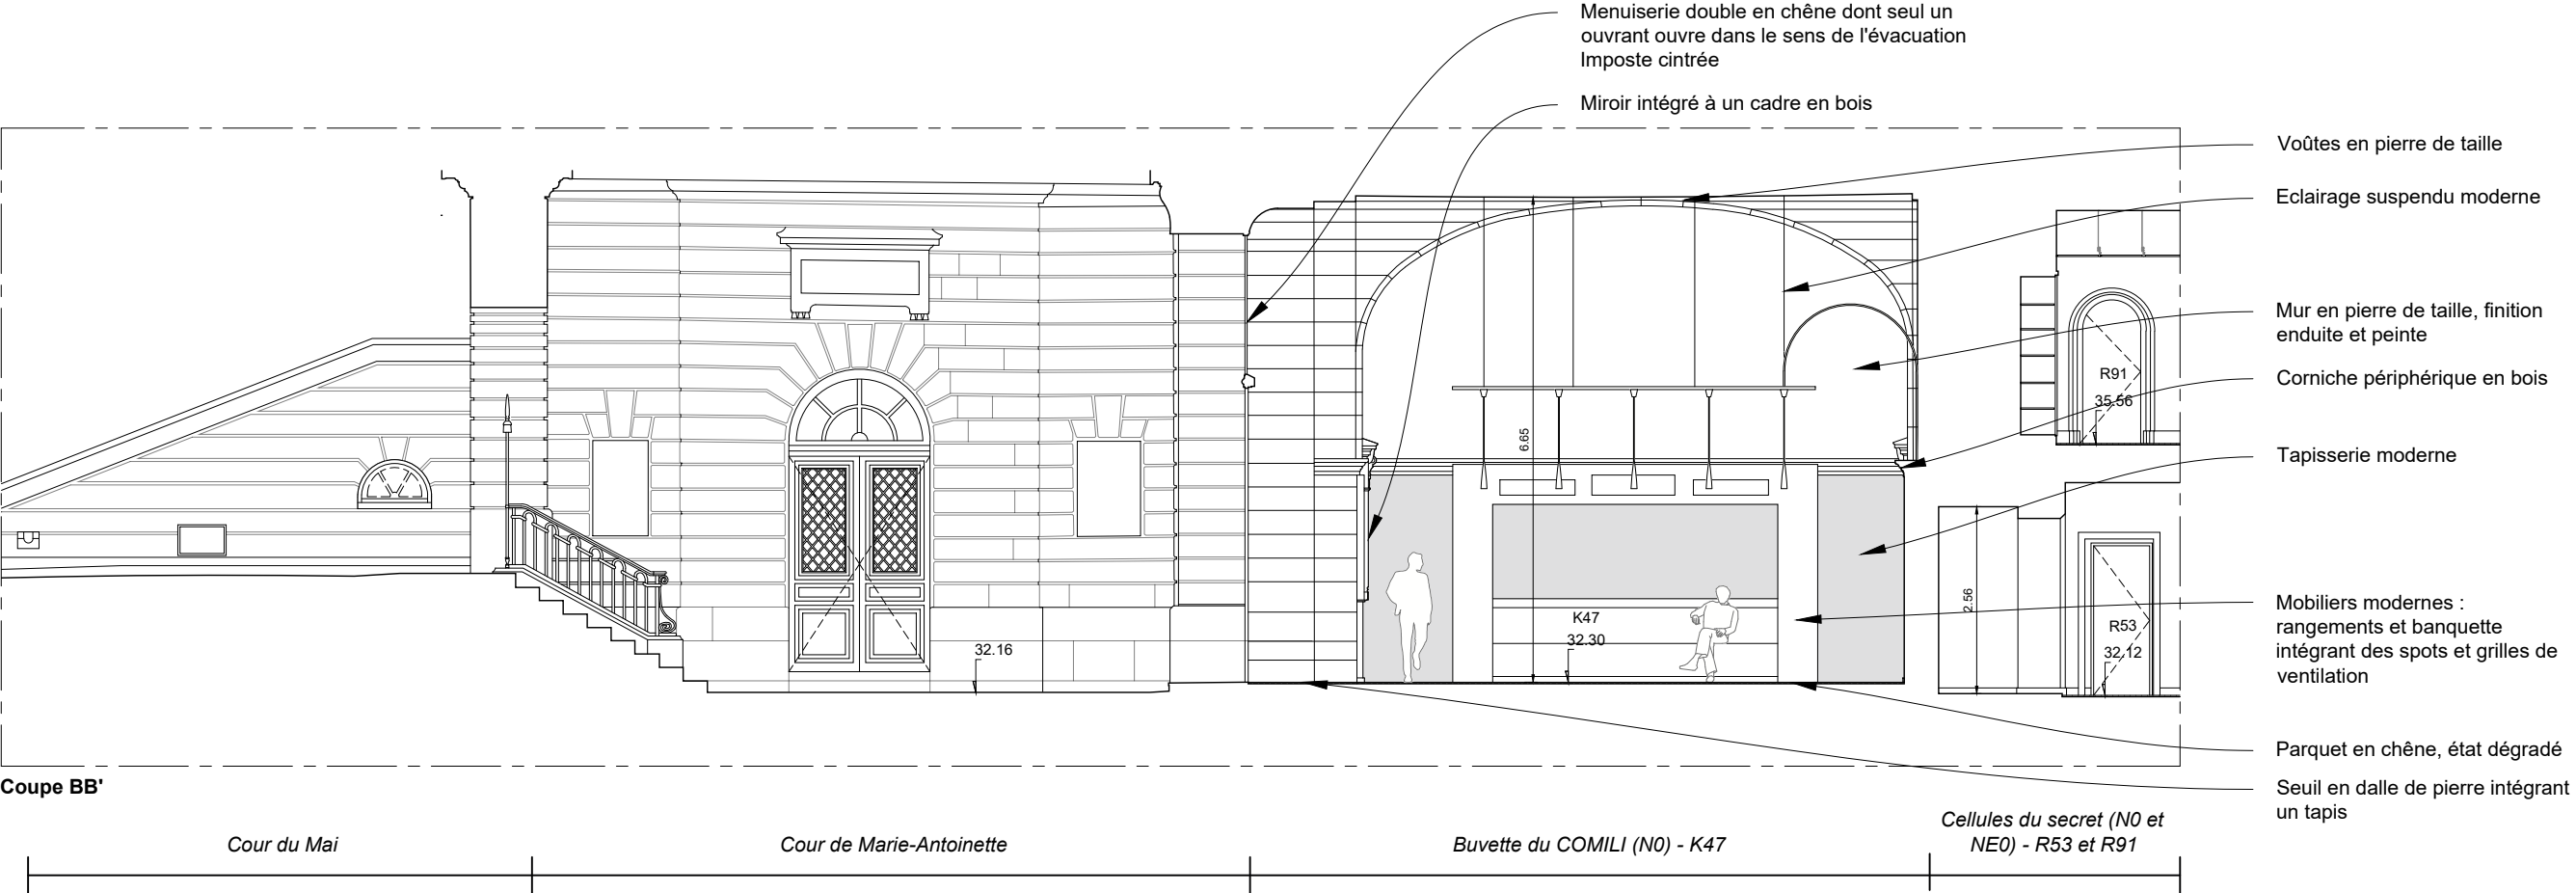 Menuiserie double en chêne dont seul un
ouvrant ouvre dans le sens de l'évacuation
Imposte cintrée
Miroir intégré à un cadre en bois
Voûtes en pierre de taille
Eclairage suspendu moderne
Mur en pierre de taille, finition
enduite et peinte
Corniche périphérique en bois
Tapisserie moderne
Mobiliers modernes :
rangements et banquette
intégrant des spots et grilles de
ventilation
Parquet en chêne, état dégradé
Seuil en dalle de pierre intégrant
un tapis
R91
35.56
6.65
2.56
K47
32.30
R53
32.12
32.16
Coupe BB'
Cour du Mai
Cour de Marie-Antoinette
Buvette du COMILI (N0) - K47
Cellules du secret (N0 et
NE0) - R53 et R91